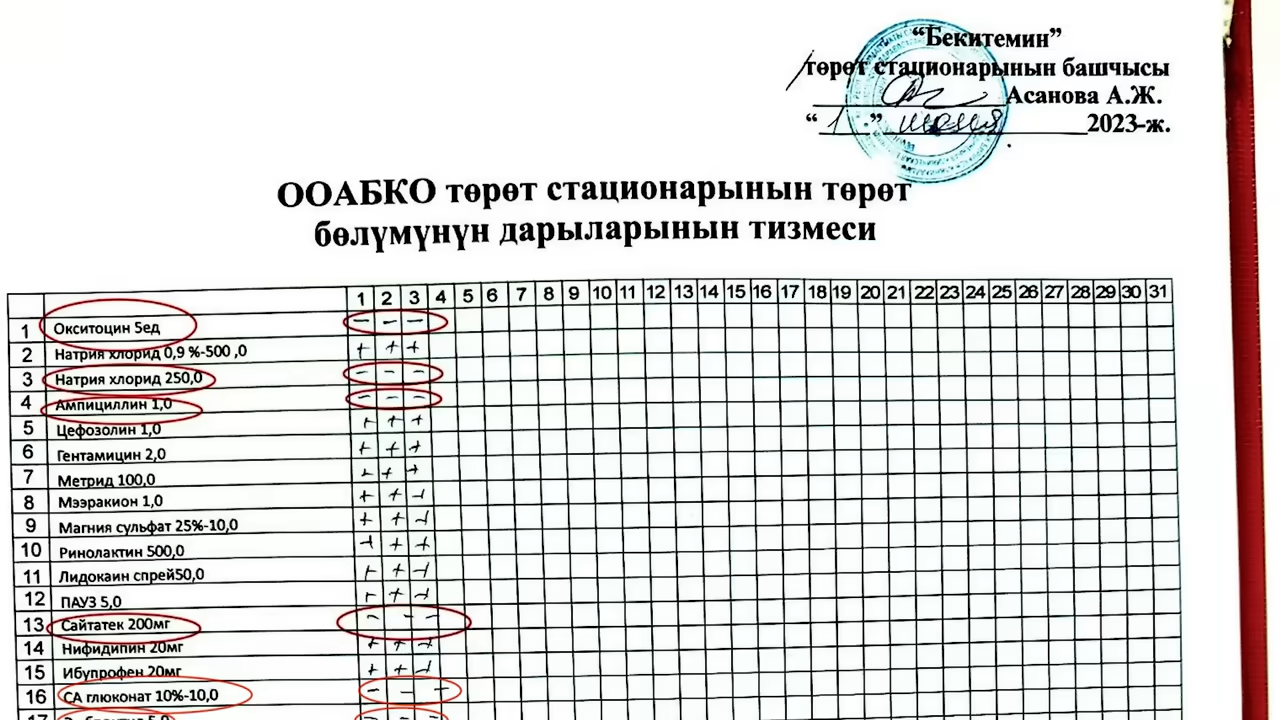 “Бекитемин”
төрөт стационарынын башчысы
Асанова А.Ж.
“ 1 ” июня 2023-ж.
ООАБКО төрөт стационарынын төрөт
бөлүмүнүн дарыларынын тизмеси
1 2 3 4 5 6 7 8 9 10 11 12 13 14 15 16 17 18 19 20 21 22 23 24 25 26 27 28 29 30 31
1 Окситоцин 5ед - - -
2 Натрия хлорид 0,9 %-500 ,0 + + +
3 Натрия хлорид 250,0 - - -
4 Ампициллин 1,0 - - -
5 Цефозолин 1,0 + + +
6 Гентамицин 2,0 + + +
7 Метрид 100,0 + + +
8 Мээракион 1,0 + + +
9 Магния сульфат 25%-10,0 + + +
10 Ринолактин 500,0 + + +
11 Лидокаин спрей50,0 + + +
12 ПАУЗ 5,0 + + +
13 Сайтатек 200мг - - -
14 Нифидипин 20мг + + +
15 Ибупрофен 20мг + + +
16 СА глюконат 10%-10,0 - - -
17 5,0 - - -